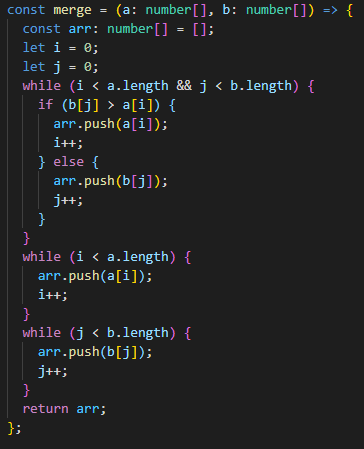 const merge = (a: number[], b: number[]) => {
  const arr: number[] = [];
  let i = 0;
  let j = 0;
  while (i < a.length && j < b.length) {
    if (b[j] > a[i]) {
      arr.push(a[i]);
      i++;
    } else {
      arr.push(b[j]);
      j++;
    }
  }
  while (i < a.length) {
    arr.push(a[i]);
    i++;
  }
  while (j < b.length) {
    arr.push(b[j]);
    j++;
  }
  return arr;
};